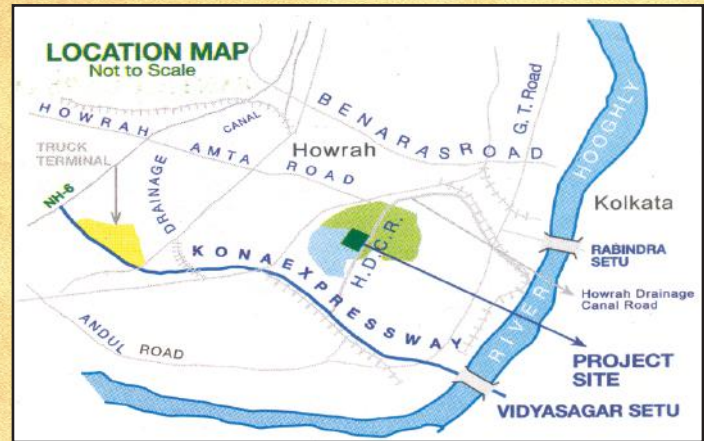 LOCATION MAP
Not to Scale
HOWRAH AMTA ROAD
BENARAS ROAD
G. T. Road
CANAL
DRAINAGE
Howrah
TRUCK
TERMINAL
NH-6
HOOGHLY
RIVER
Kolkata
RABINDRA
SETU
H.D.C.R.
KONA EXPRESSWAY
Howrah Drainage
Canal Road
ANDUL ROAD
PROJECT
SITE
VIDYASAGAR SETU